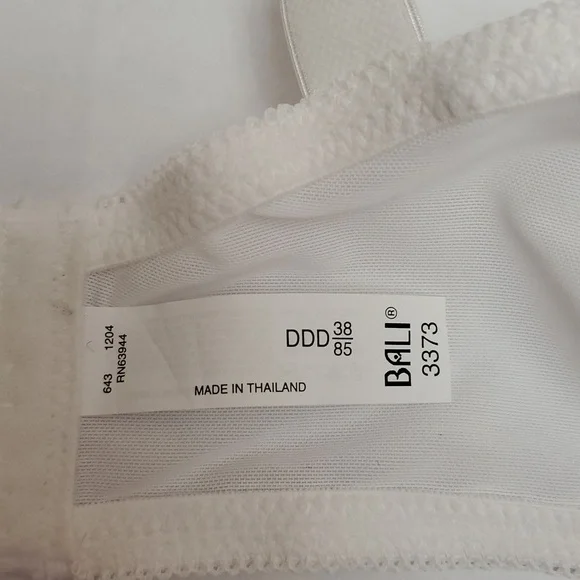 643 1204
RN63944
DDD 38/85
MADE IN THAILAND
BALI®
3373